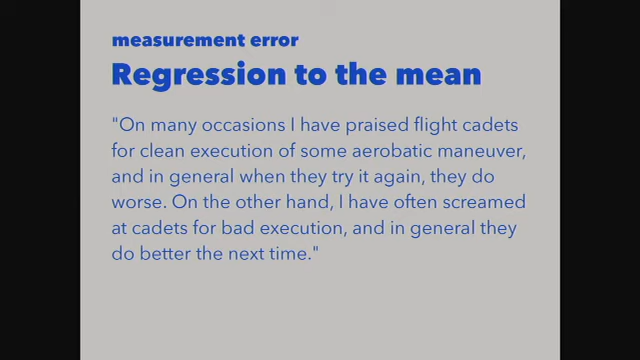 measurement error
Regression to the mean
"On many occasions I have praised flight cadets
for clean execution of some aerobatic maneuver,
and in general when they try it again, they do
worse. On the other hand, I have often screamed
at cadets for bad execution, and in general they
do better the next time."